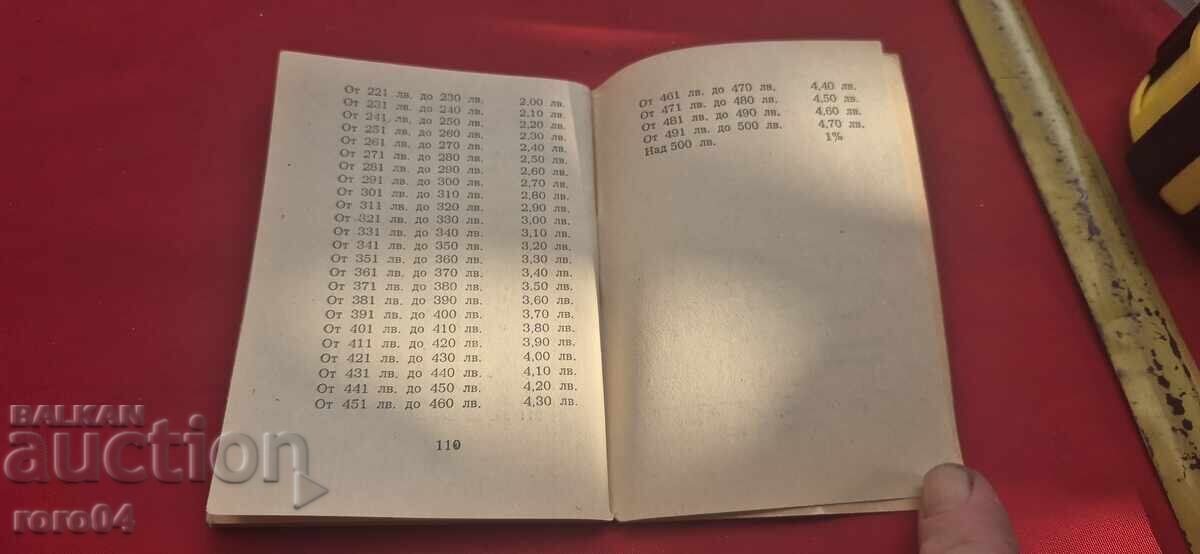 От 221 лв. до 230 лв. 2,00 лв.
От 231 лв. до 240 лв. 2,10 лв.
От 241 лв. до 250 лв. 2,20 лв.
От 251 лв. до 260 лв. 2,30 лв.
От 261 лв. до 270 лв. 2,40 лв.
От 271 лв. до 280 лв. 2,50 лв.
От 281 лв. до 290 лв. 2,60 лв.
От 291 лв. до 300 лв. 2,70 лв.
От 301 лв. до 310 лв. 2,80 лв.
От 311 лв. до 320 лв. 2,90 лв.
От 321 лв. до 330 лв. 3,00 лв.
От 331 лв. до 340 лв. 3,10 лв.
От 341 лв. до 350 лв. 3,20 лв.
От 351 лв. до 360 лв. 3,30 лв.
От 361 лв. до 370 лв. 3,40 лв.
От 371 лв. до 380 лв. 3,50 лв.
От 381 лв. до 390 лв. 3,60 лв.
От 391 лв. до 400 лв. 3,70 лв.
От 401 лв. до 410 лв. 3,80 лв.
От 411 лв. до 420 лв. 3,90 лв.
От 421 лв. до 430 лв. 4,00 лв.
От 431 лв. до 440 лв. 4,10 лв.
От 441 лв. до 450 лв. 4,20 лв.
От 451 лв. до 460 лв. 4,30 лв.
110
От 461 лв. до 470 лв. 4,40 лв.
От 471 лв. до 480 лв. 4,50 лв.
От 481 лв. до 490 лв. 4,60 лв.
От 491 лв. до 500 лв. 4,70 лв.
Над 500 лв. 1%
BALKAN
auction
roro04